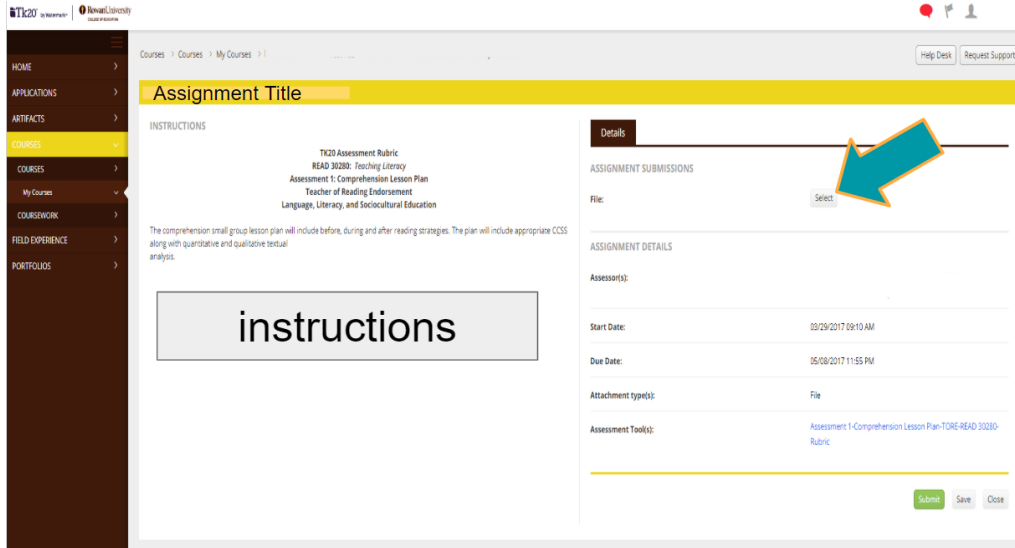 Tk20 by Watermark
Rowan University
COLLEGE OF EDUCATION
HOME
APPLICATIONS
ARTIFACTS
COURSES
COURSES
My Courses
COURSEWORK
FIELD EXPERIENCE
PORTFOLIOS
Courses > Courses > My Courses >
Help Desk
Request Support
Assignment Title
INSTRUCTIONS
TK20 Assessment Rubric
READ 30280: Teaching Literacy
Assessment 1: Comprehension Lesson Plan
Teacher of Reading Endorsement
Language, Literacy, and Sociocultural Education
The comprehension small group lesson plan will include before, during and after reading strategies. The plan will include appropriate CCSS
along with quantitative and qualitative textual
analysis.
instructions
Details
ASSIGNMENT SUBMISSIONS
File:
Select
ASSIGNMENT DETAILS
Assessor(s):
Start Date:
03/29/2017 09:10 AM
Due Date:
05/08/2017 11:55 PM
Attachment type(s):
File
Assessment Tool(s):
Assessment 1-Comprehension Lesson Plan-TORE-READ 30280-
Rubric
Submit
Save
Close